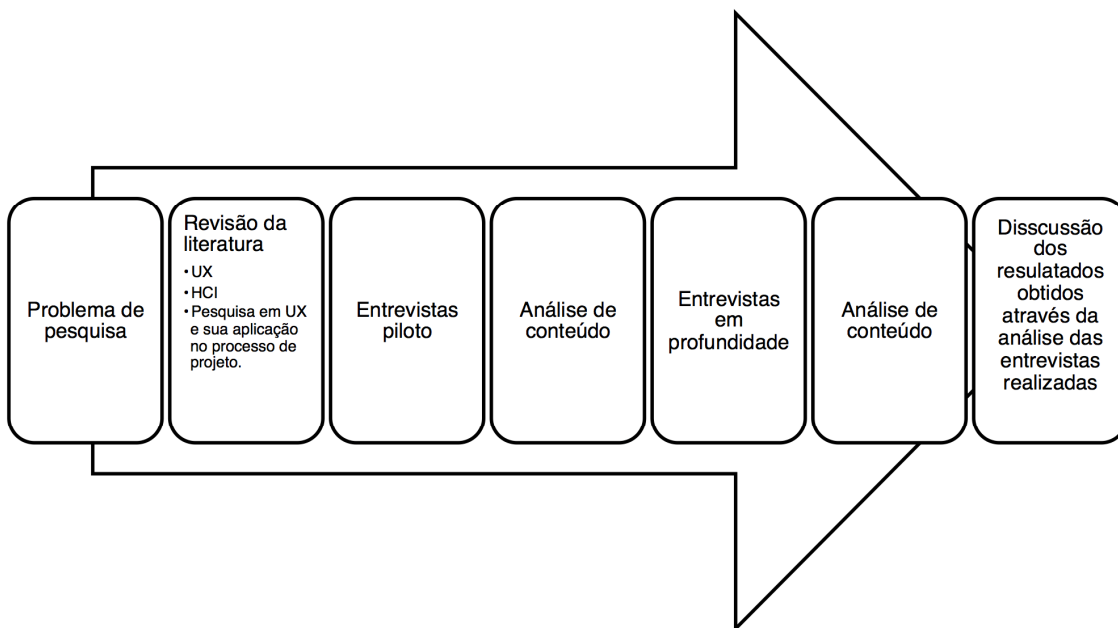 Problema de
pesquisa
Revisão da
literatura
• UX
• HCI
• Pesquisa em UX
e sua aplicação
no processo de
projeto.
Entrevistas
piloto
Análise de
conteúdo
Entrevistas
em
profundidade
Análise de
conteúdo
Disscussão
dos
resulatados
obtidos
através da
análise das
entrevistas
realizadas